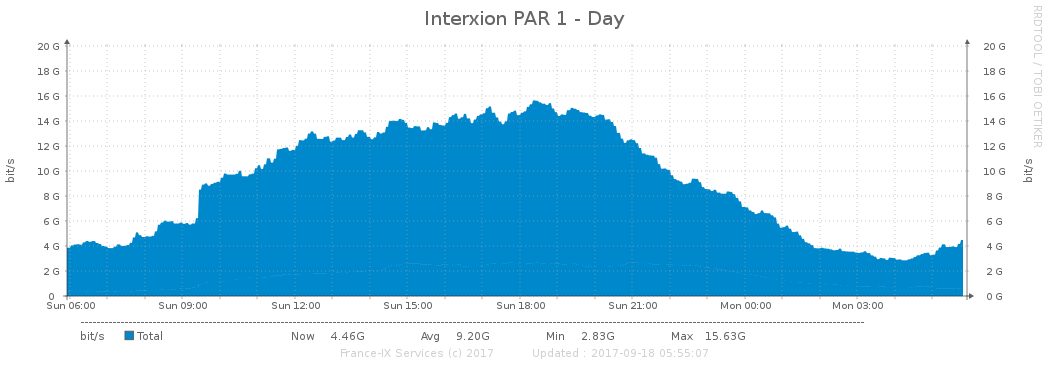 Interxion PAR 1 - Day
RRDTOOL / TOBI OETIKER
20 G 20 G
18 G 18 G
16 G 16 G
14 G 14 G
12 G 12 G
10 G 10 G
8 G 8 G
6 G 6 G
4 G 4 G
2 G 2 G
0 0 G
bit/s
bit/s
Sun 06:00 Sun 09:00 Sun 12:00 Sun 15:00 Sun 18:00 Sun 21:00 Mon 00:00 Mon 03:00
bit/s Total Now 4.46G Avg 9.20G Min 2.83G Max 15.63G
France-IX Services (c) 2017 Updated : 2017-09-18 05:55:07